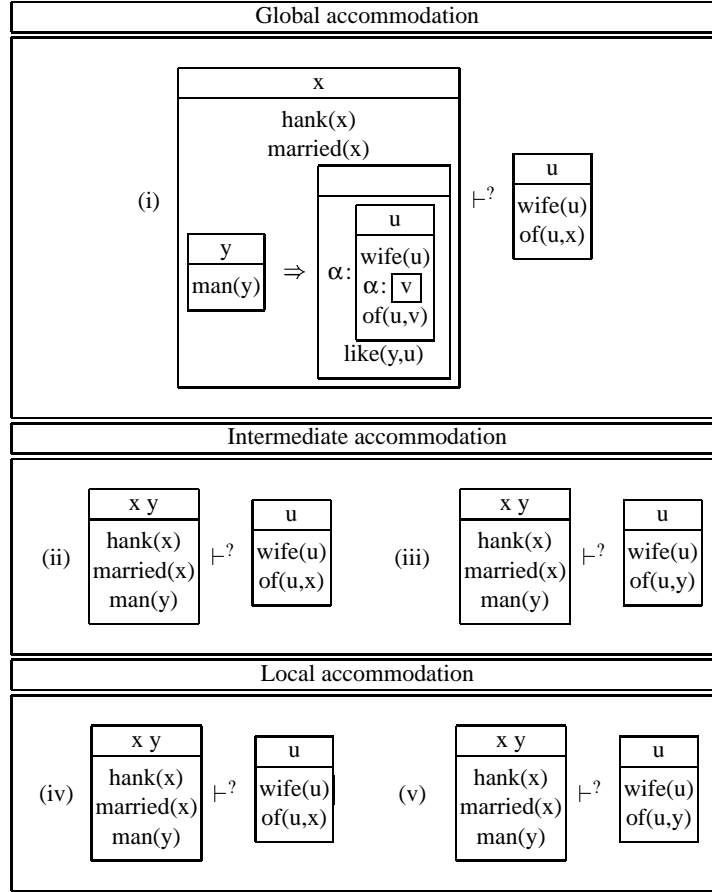 Global accommodation
x
hank(x)
married(x)
(i)
y
man(y)
⇒
α:
u
wife(u)
α: v
of(u,v)
like(y,u)
⊢?
u
wife(u)
of(u,x)
Intermediate accommodation
(ii)
x y
hank(x)
married(x)
man(y)
⊢?
u
wife(u)
of(u,x)
(iii)
x y
hank(x)
married(x)
man(y)
⊢?
u
wife(u)
of(u,y)
Local accommodation
(iv)
x y
hank(x)
married(x)
man(y)
⊢?
u
wife(u)
of(u,x)
(v)
x y
hank(x)
married(x)
man(y)
⊢?
u
wife(u)
of(u,y)